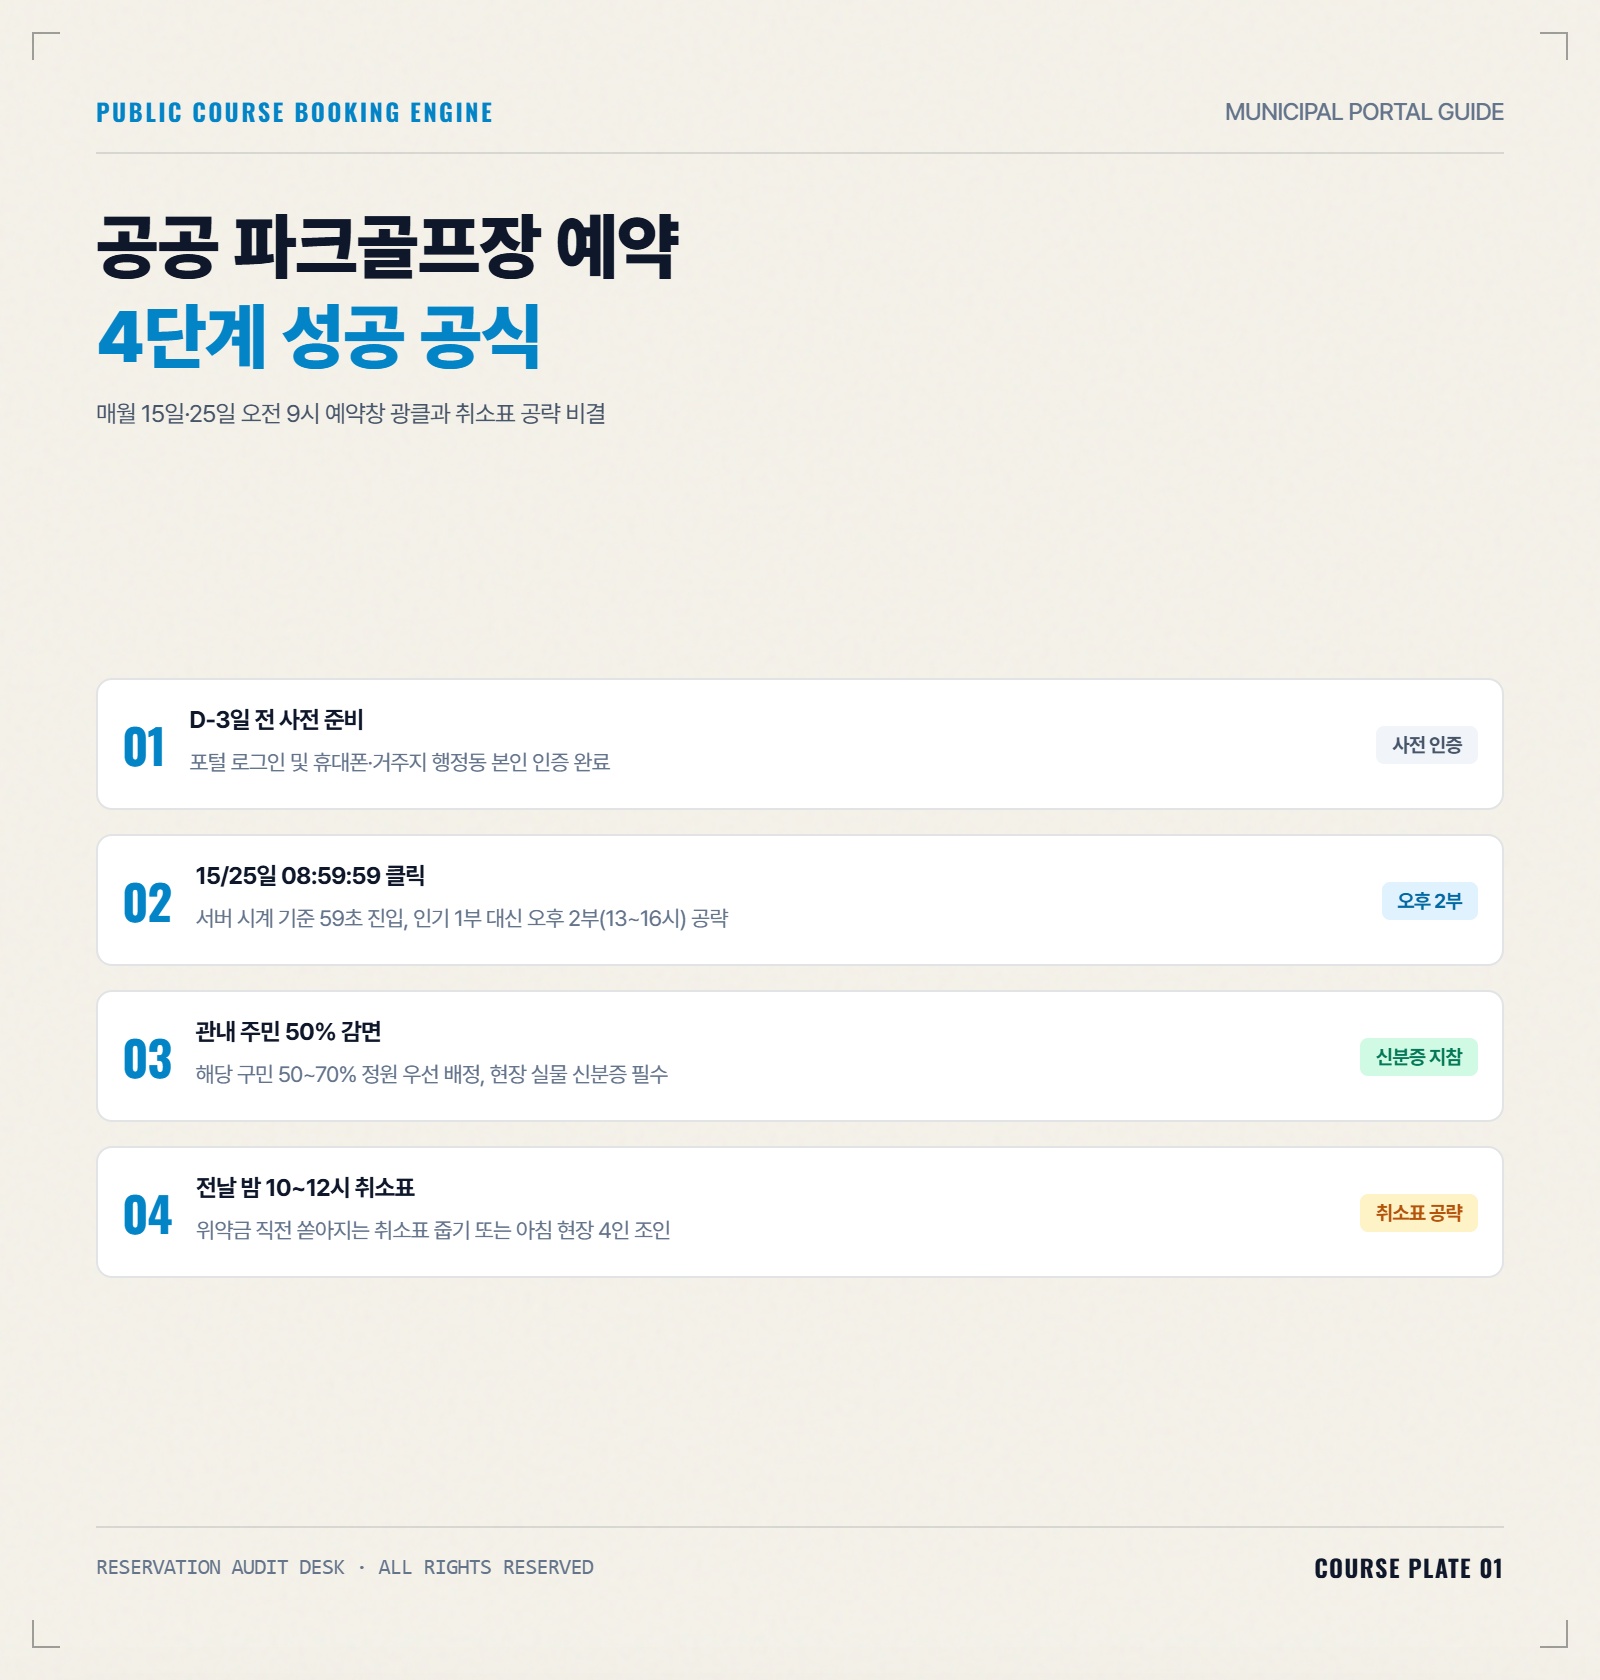 PUBLIC COURSE BOOKING ENGINE
MUNICIPAL PORTAL GUIDE
공공 파크골프장 예약
4단계 성공 공식
매월 15일·25일 오전 9시 예약창 광클과 취소표 공략 비결
01
D-3일 전 사전 준비
포털 로그인 및 휴대폰·거주지 행정동 본인 인증 완료
사전 인증
02
15/25일 08:59:59 클릭
서버 시계 기준 59초 진입, 인기 1부 대신 오후 2부(13~16시) 공략
오후 2부
03
관내 주민 50% 감면
해당 구민 50~70% 정원 우선 배정, 현장 실물 신분증 필수
신분증 지참
04
전날 밤 10~12시 취소표
위약금 직전 쏟아지는 취소표 줍기 또는 아침 현장 4인 조인
취소표 공략
RESERVATION AUDIT DESK · ALL RIGHTS RESERVED
COURSE PLATE 01